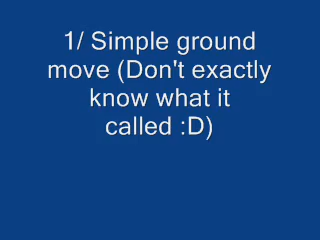 1/ Simple ground
move (Don't exactly
know what it
called :D)